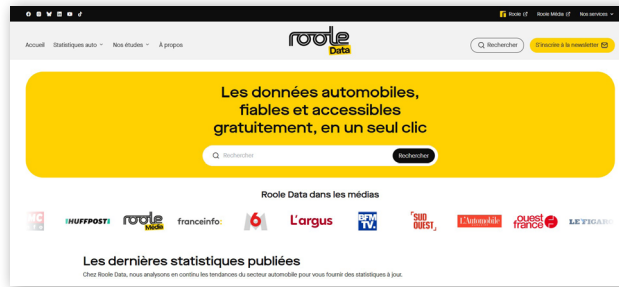 Roole
Roole Média
Nos services
Accueil
Statistiques auto
Nos études
À propos
roole
Data
Rechercher
S'inscrire à la newsletter
Les données automobiles,
fiables et accessibles
gratuitement, en un seul clic
Rechercher
Rechercher
Roole Data dans les médias
HUFFPOST
roole
Média
franceinfo:
M6
L'argus
BFM
TV.
"SUD
OUEST"
L'Automobile
ouest
france
LE FIGARO
Les dernières statistiques publiées
Chez Roole Data, nous analysons en continu les tendances du secteur automobile pour vous fournir des statistiques à jour.